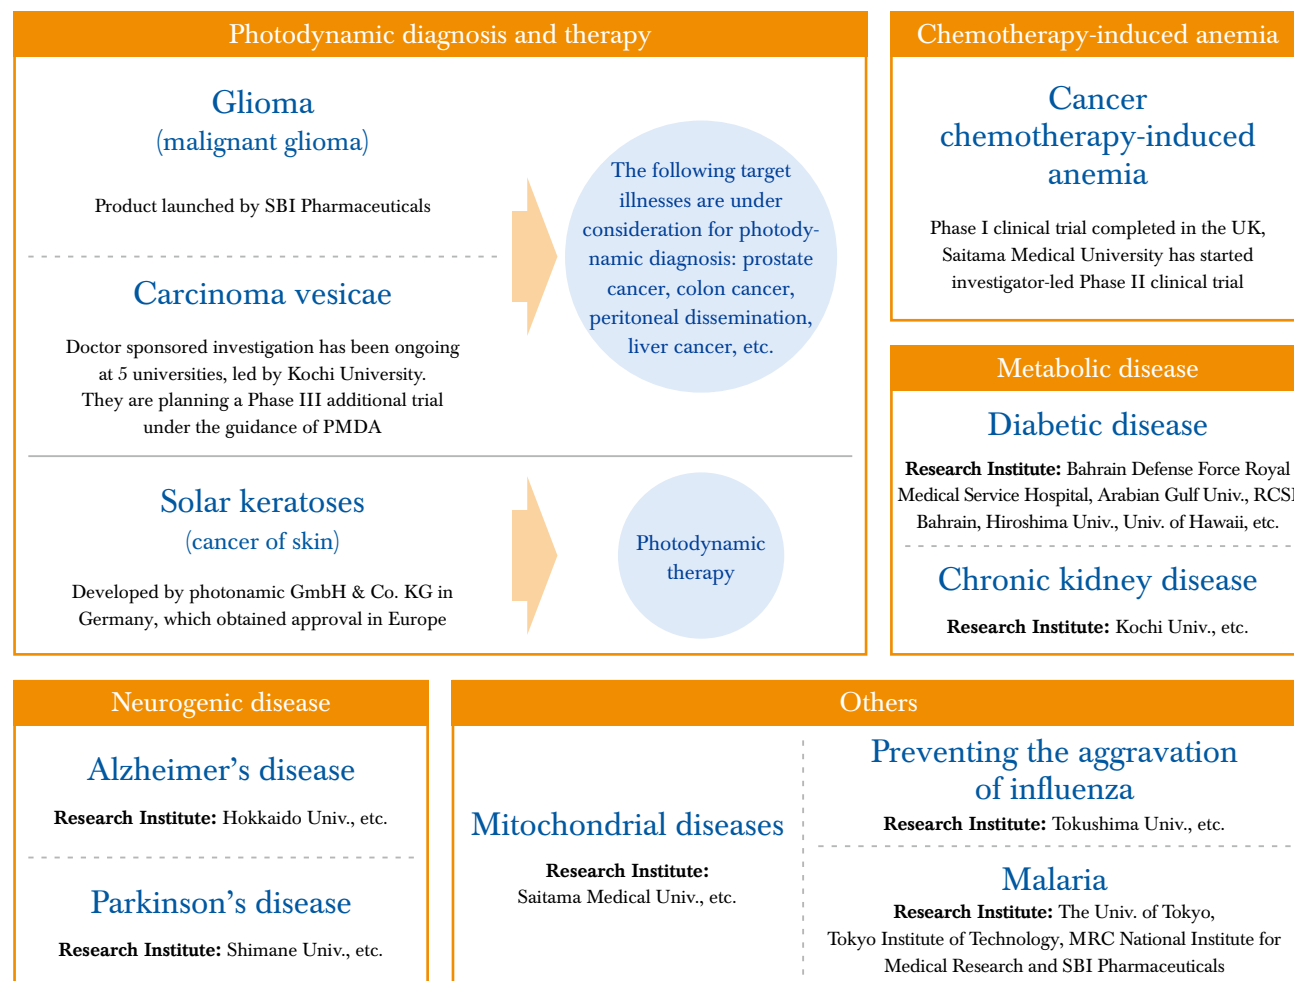 Photodynamic diagnosis and therapy
Glioma
(malignant glioma)
Product launched by SBI Pharmaceuticals
Carcinoma vesicae
Doctor sponsored investigation has been ongoing
at 5 universities, led by Kochi University.
They are planning a Phase III additional trial
under the guidance of PMDA
The following target
illnesses are under
consideration for photody-
namic diagnosis: prostate
cancer, colon cancer,
peritoneal dissemination,
liver cancer, etc.
Solar keratoses
(cancer of skin)
Developed by photonamic GmbH & Co. KG in
Germany, which obtained approval in Europe
Photodynamic
therapy
Chemotherapy-induced anemia
Cancer
chemotherapy-induced
anemia
Phase I clinical trial completed in the UK,
Saitama Medical University has started
investigator-led Phase II clinical trial
Metabolic disease
Diabetic disease
Research Institute: Bahrain Defense Force Royal
Medical Service Hospital, Arabian Gulf Univ., RCSI
Bahrain, Hiroshima Univ., Univ. of Hawaii, etc.
Chronic kidney disease
Research Institute: Kochi Univ., etc.
Neurogenic disease
Alzheimer's disease
Research Institute: Hokkaido Univ., etc.
Parkinson's disease
Research Institute: Shimane Univ., etc.
Others
Mitochondrial diseases
Research Institute:
Saitama Medical Univ., etc.
Preventing the aggravation
of influenza
Research Institute: Tokushima Univ., etc.
Malaria
Research Institute: The Univ. of Tokyo,
Tokyo Institute of Technology, MRC National Institute for
Medical Research and SBI Pharmaceuticals